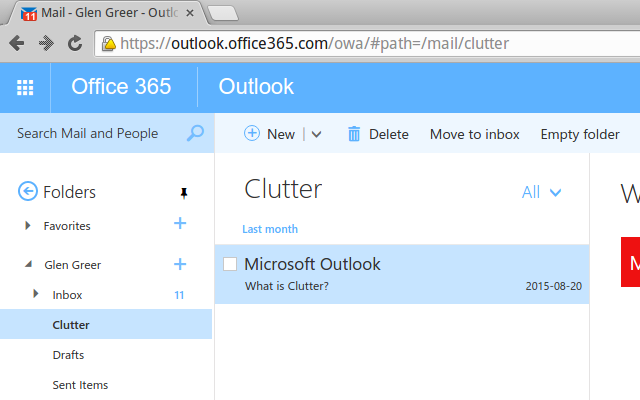 Mail - Glen Greer - Outlo
11
https://outlook.office365.com/owa/#path=/mail/clutter
Office 365
Outlook
Search Mail and People
New
Delete
Move to inbox
Empty folder
Folders
Clutter
All
Favorites
Last month
Glen Greer
Microsoft Outlook
What is Clutter?
2015-08-20
Inbox
11
Clutter
Drafts
Sent Items
W
M